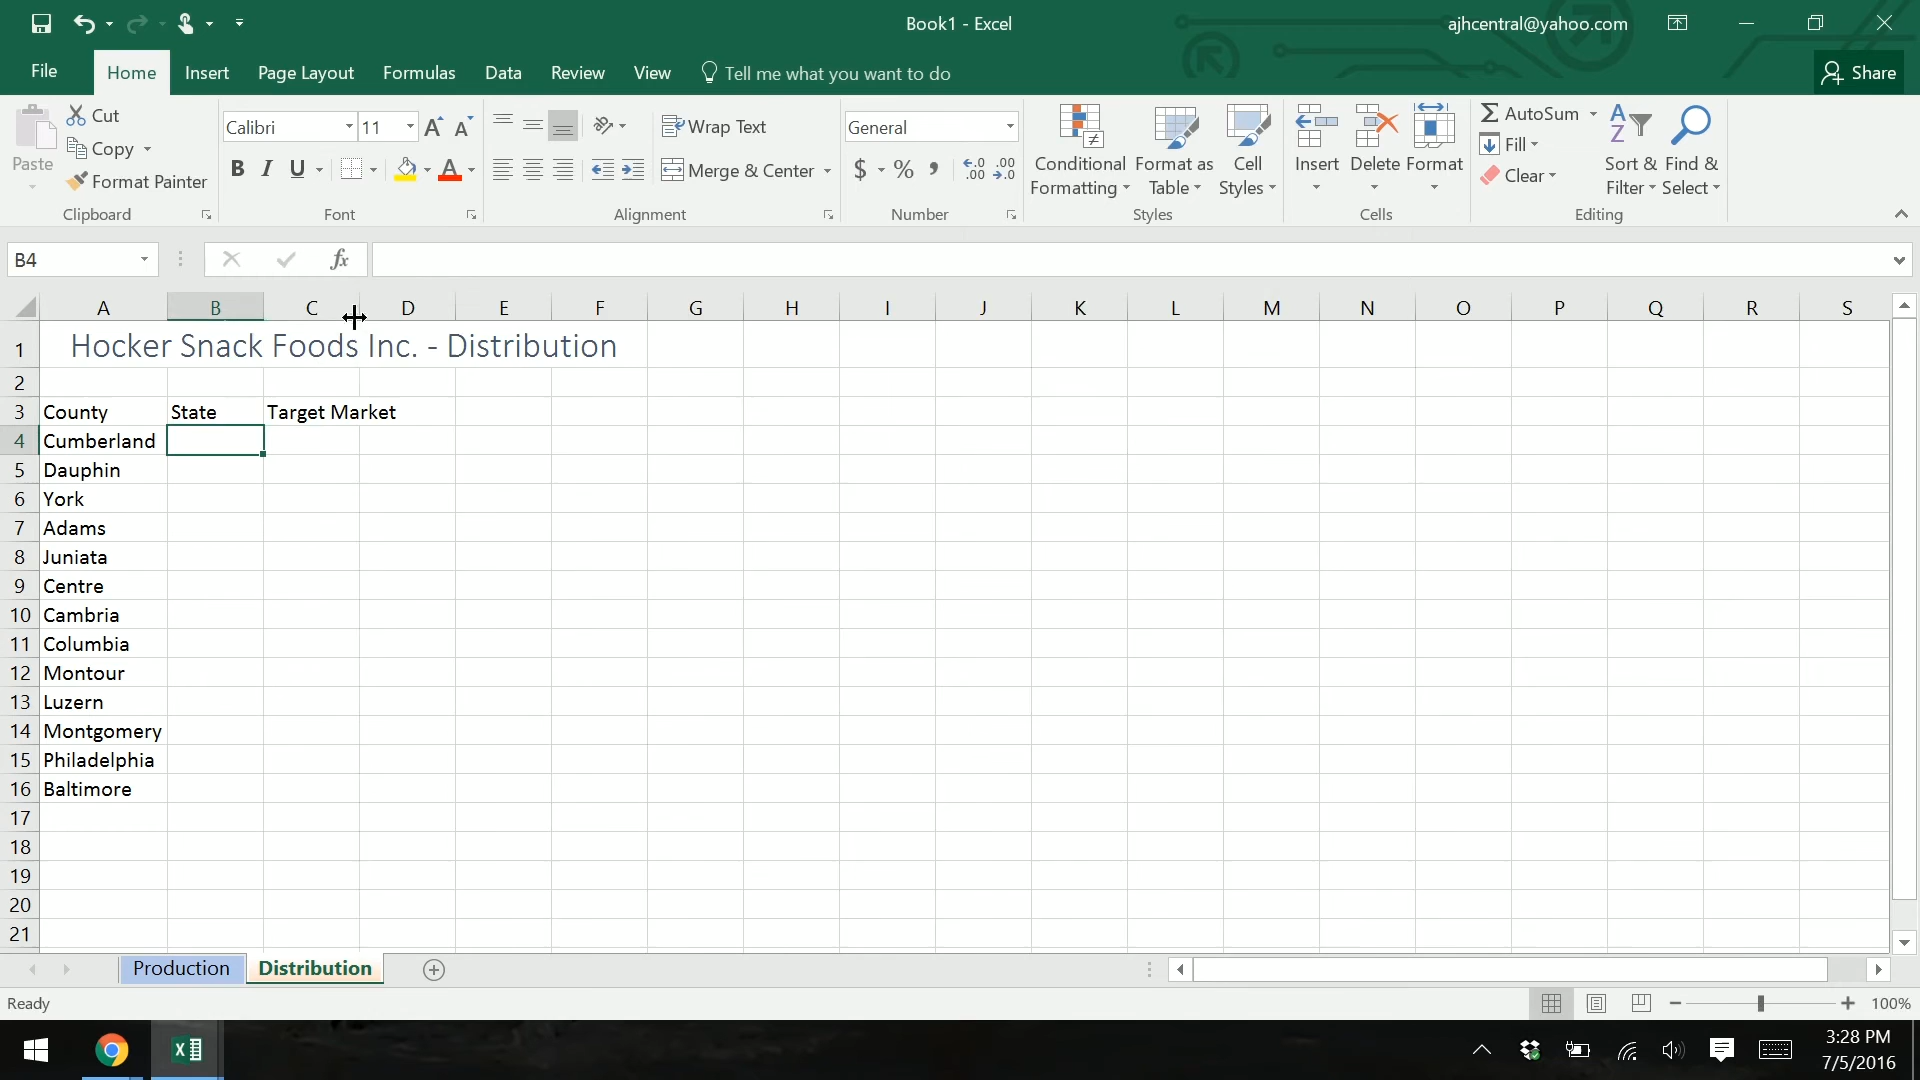 Book1 - Excel
ajhcentral@yahoo.com
File
Home
Insert
Page Layout
Formulas
Data
Review
View
Tell me what you want to do
Share
Paste
Cut
Copy
Format Painter
Clipboard
Calibri
11
A
A
B
I
U
A
Font
Wrap Text
Merge & Center
Alignment
General
$
%
,
←.0 .00
.00 →.0
Number
Conditional
Formatting
Format as
Table
Cell
Styles
Styles
Insert
Delete
Format
Cells
AutoSum
Fill
Clear
A
Z
Sort &
Filter
Find &
Select
Editing
B4
fx
A B C D E F G H I J K L M N O P Q R S
1 Hocker Snack Foods Inc. - Distribution
2
3 County State Target Market
4 Cumberland
5 Dauphin
6 York
7 Adams
8 Juniata
9 Centre
10 Cambria
11 Columbia
12 Montour
13 Luzern
14 Montgomery
15 Philadelphia
16 Baltimore
17
18
19
20
21
Production
Distribution
Ready
100%
3:28 PM
7/5/2016